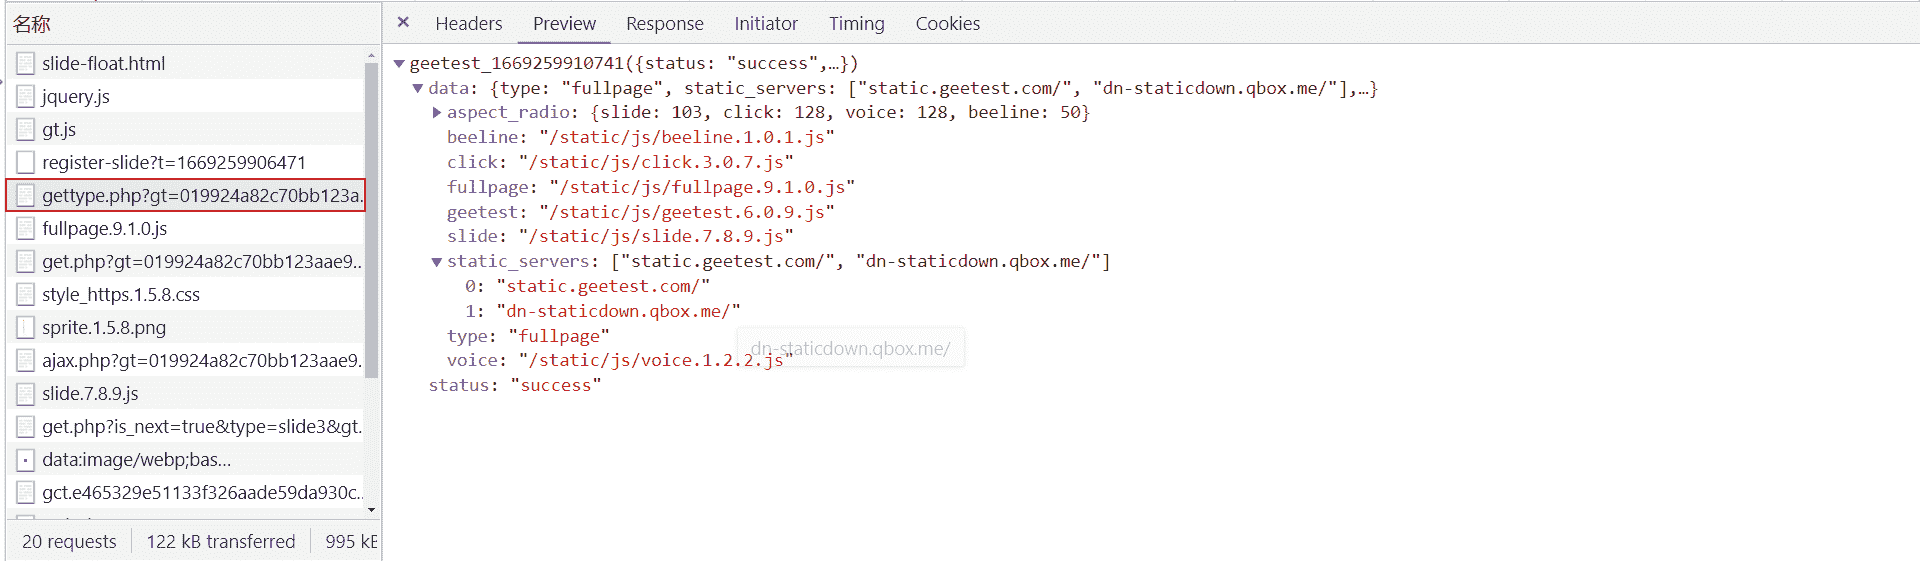 名称
slide-float.html
jquery.js
gt.js
register-slide?t=1669259906471
gettype.php?gt=019924a82c70bb123a.
fullpage.9.1.0.js
get.php?gt=019924a82c70bb123aae9..
style_https.1.5.8.css
sprite.1.5.8.png
ajax.php?gt=019924a82c70bb123aae9.
slide.7.8.9.js
get.php?is_next=true&type=slide3&gt.
data:image/webp;bas...
gct.e465329e51133f326aade59da930c..
20 requests 122 kB transferred 995 kB
× Headers Preview Response Initiator Timing Cookies
geetest_1669259910741({status: "success",…})
data: {type: "fullpage", static_servers: ["static.geetest.com/", "dn-staticdown.qbox.me/"],…}
aspect_radio: {slide: 103, click: 128, voice: 128, beeline: 50}
beeline: "/static/js/beeline.1.0.1.js"
click: "/static/js/click.3.0.7.js"
fullpage: "/static/js/fullpage.9.1.0.js"
geetest: "/static/js/geetest.6.0.9.js"
slide: "/static/js/slide.7.8.9.js"
static_servers: ["static.geetest.com/", "dn-staticdown.qbox.me/"]
0: "static.geetest.com/"
1: "dn-staticdown.qbox.me/"
type: "fullpage"
dn-staticdown.qbox.me/
voice: "/static/js/voice.1.2.2.js"
status: "success"